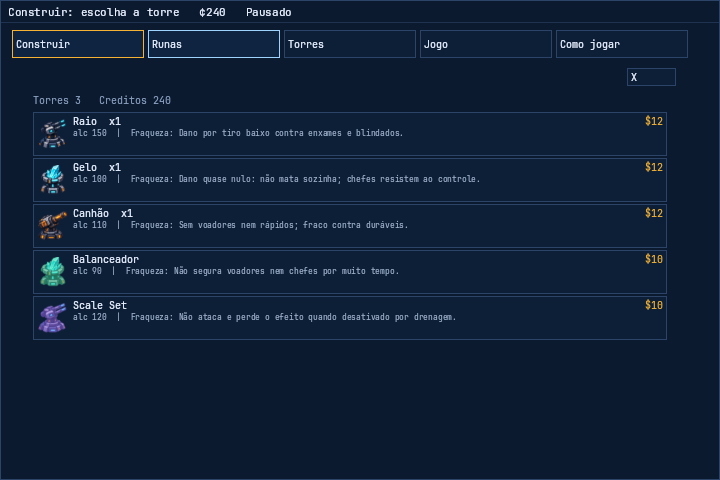 Construir: escolha a torre ¢240 Pausado
Construir Runas Torres Jogo Como jogar
X
Torres 3 Creditos 240
Raio x1 $12
alc 150 | Fraqueza: Dano por tiro baixo contra enxames e blindados.
Gelo x1 $12
alc 100 | Fraqueza: Dano quase nulo: não mata sozinha; chefes resistem ao controle.
Canhão x1 $12
alc 110 | Fraqueza: Sem voadores nem rápidos; fraco contra duráveis.
Balanceador $10
alc 90 | Fraqueza: Não segura voadores nem chefes por muito tempo.
Scale Set $10
alc 120 | Fraqueza: Não ataca e perde o efeito quando desativado por drenagem.